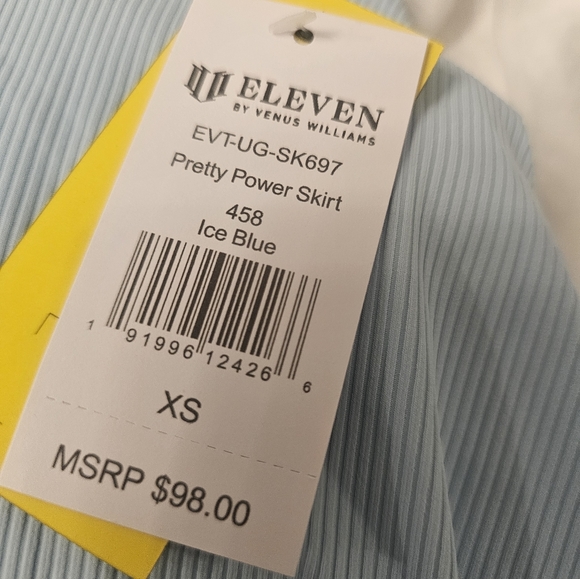 ELEVEN
BY VENUS WILLIAMS
EVT-UG-SK697
Pretty Power Skirt
458
Ice Blue
1 91996 12426 6
XS
MSRP $98.00